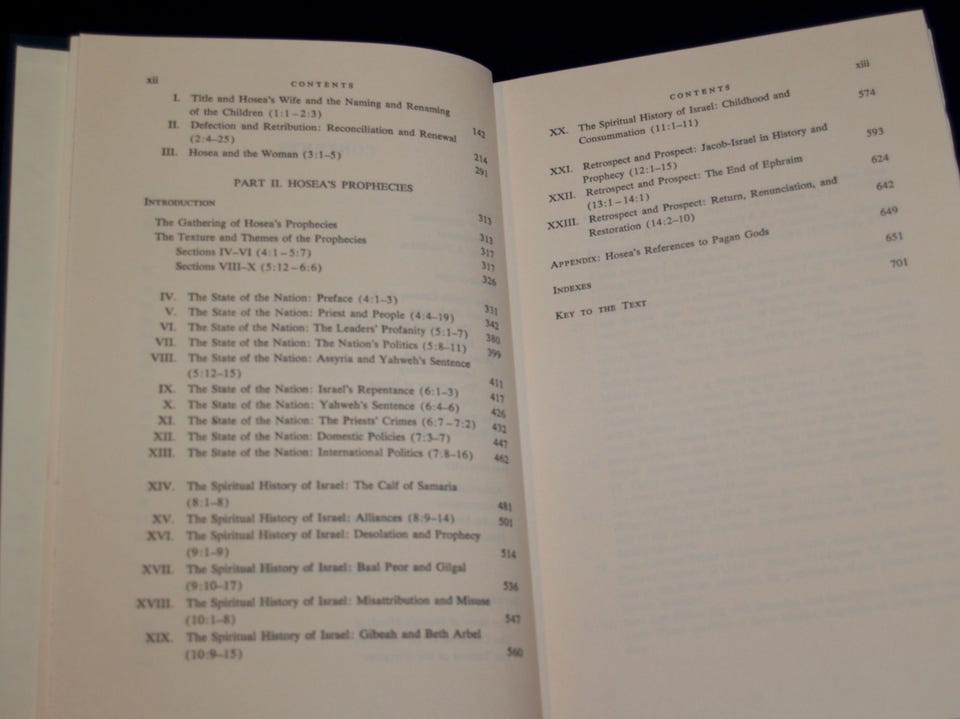 xii
CONTENTS
I. Title and Hosea's Wife and the Naming and Renaming
of the Children (1:1–2:3) 142
II. Defection and Retribution: Reconciliation and Renewal
(2:4–25) 214
III. Hosea and the Woman (3:1–5) 291
PART II. HOSEA'S PROPHECIES
INTRODUCTION 313
The Gathering of Hosea's Prophecies 313
The Texture and Themes of the Prophecies 317
Sections IV–VI (4:1–5:7) 317
Sections VIII–X (5:12–6:6) 326
IV. The State of the Nation: Preface (4:1–3) 331
V. The State of the Nation: Priest and People (4:4–19) 342
VI. The State of the Nation: The Leaders' Profanity (5:1–7) 380
VII. The State of the Nation: The Nation's Politics (5:8–11) 399
VIII. The State of the Nation: Assyria and Yahweh's Sentence
(5:12–15) 411
IX. The State of the Nation: Israel's Repentance (6:1–3) 417
X. The State of the Nation: Yahweh's Sentence (6:4–6) 426
XI. The State of the Nation: The Priests' Crimes (6:7–7:2) 432
XII. The State of the Nation: Domestic Policies (7:3–7) 447
XIII. The State of the Nation: International Politics (7:8–16) 462
XIV. The Spiritual History of Israel: The Calf of Samaria
(8:1–8) 481
XV. The Spiritual History of Israel: Alliances (8:9–14) 501
XVI. The Spiritual History of Israel: Desolation and Prophecy
(9:1–9) 514
XVII. The Spiritual History of Israel: Baal Peor and Gilgal
(9:10–17) 536
XVIII. The Spiritual History of Israel: Misattribution and Misuse
(10:1–8) 547
XIX. The Spiritual History of Israel: Gibeah and Beth Arbel
(10:9–15) 560
xiii
CONTENTS
XX. The Spiritual History of Israel: Childhood and
Consummation (11:1–11) 574
XXI. Retrospect and Prospect: Jacob-Israel in History and
Prophecy (12:1–15) 593
XXII. Retrospect and Prospect: The End of Ephraim
(13:1–14:1) 624
XXIII. Retrospect and Prospect: Return, Renunciation, and
Restoration (14:2–10) 642
APPENDIX: Hosea's References to Pagan Gods 649
INDEXES 651
KEY TO THE TEXT 701